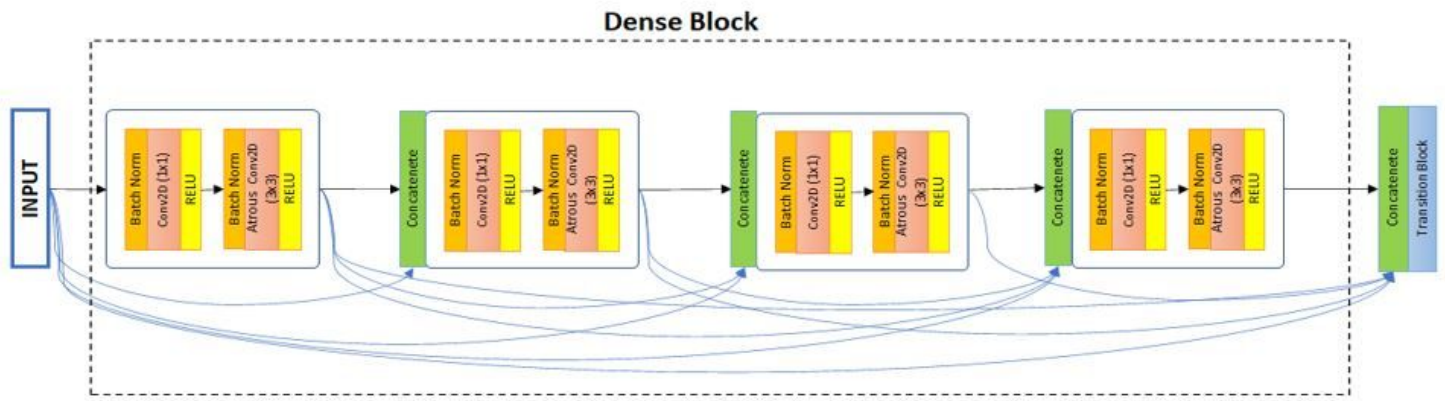 Dense Block
INPUT
Batch Norm
Conv2D (1x1)
RELU
Batch Norm
Atrous Conv2D
(3x3)
RELU
Concatenete
Batch Norm
Conv2D (1x1)
RELU
Batch Norm
Atrous Conv2D
(3x3)
RELU
Concatenete
Batch Norm
Conv2D (1x1)
RELU
Batch Norm
Atrous Conv2D
(3x3)
RELU
Concatenete
Batch Norm
Conv2D (1x1)
RELU
Batch Norm
Atrous Conv2D
(3x3)
RELU
Concatenete
Transition Block